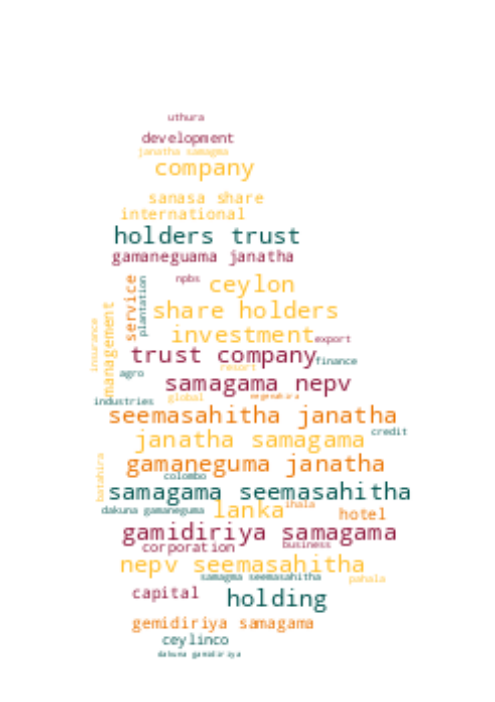 uthura
development
janatha samagma
company
sanasa share
international
holders trust
gamaneguama janatha
npbs
service
plantation
ceylon
share holders
management
insurance
investment
export
trust company
finance
resort
agro
samagama nepv
industries
global
negenahira
seemasahitha janatha
credit
janatha samagama
gamaneguma janatha
batahira
colombo
samagama seemasahitha
dakuna gamaneguma
lanka
ihala
hotel
gamidiriya samagama
corporation
business
nepv seemasahitha
samagma seemasahitha
pahala
capital
holding
gemidiriya samagama
ceylinco
dakuna gamidiriya